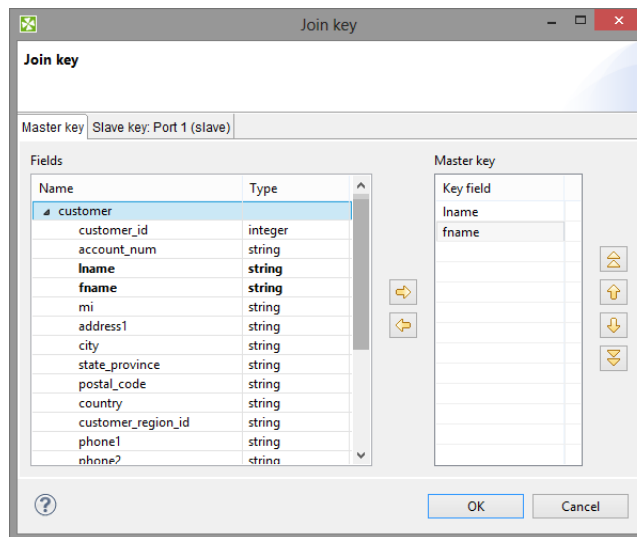 Join key
Join key
Master key Slave key: Port 1 (slave)
Fields
Name Type
customer
customer_id integer
account_num string
lname string
fname string
mi string
address1 string
city string
state_province string
postal_code string
country string
customer_region_id string
phone1 string
phone2 string
Master key
Key field
lname
fname
?
OK Cancel